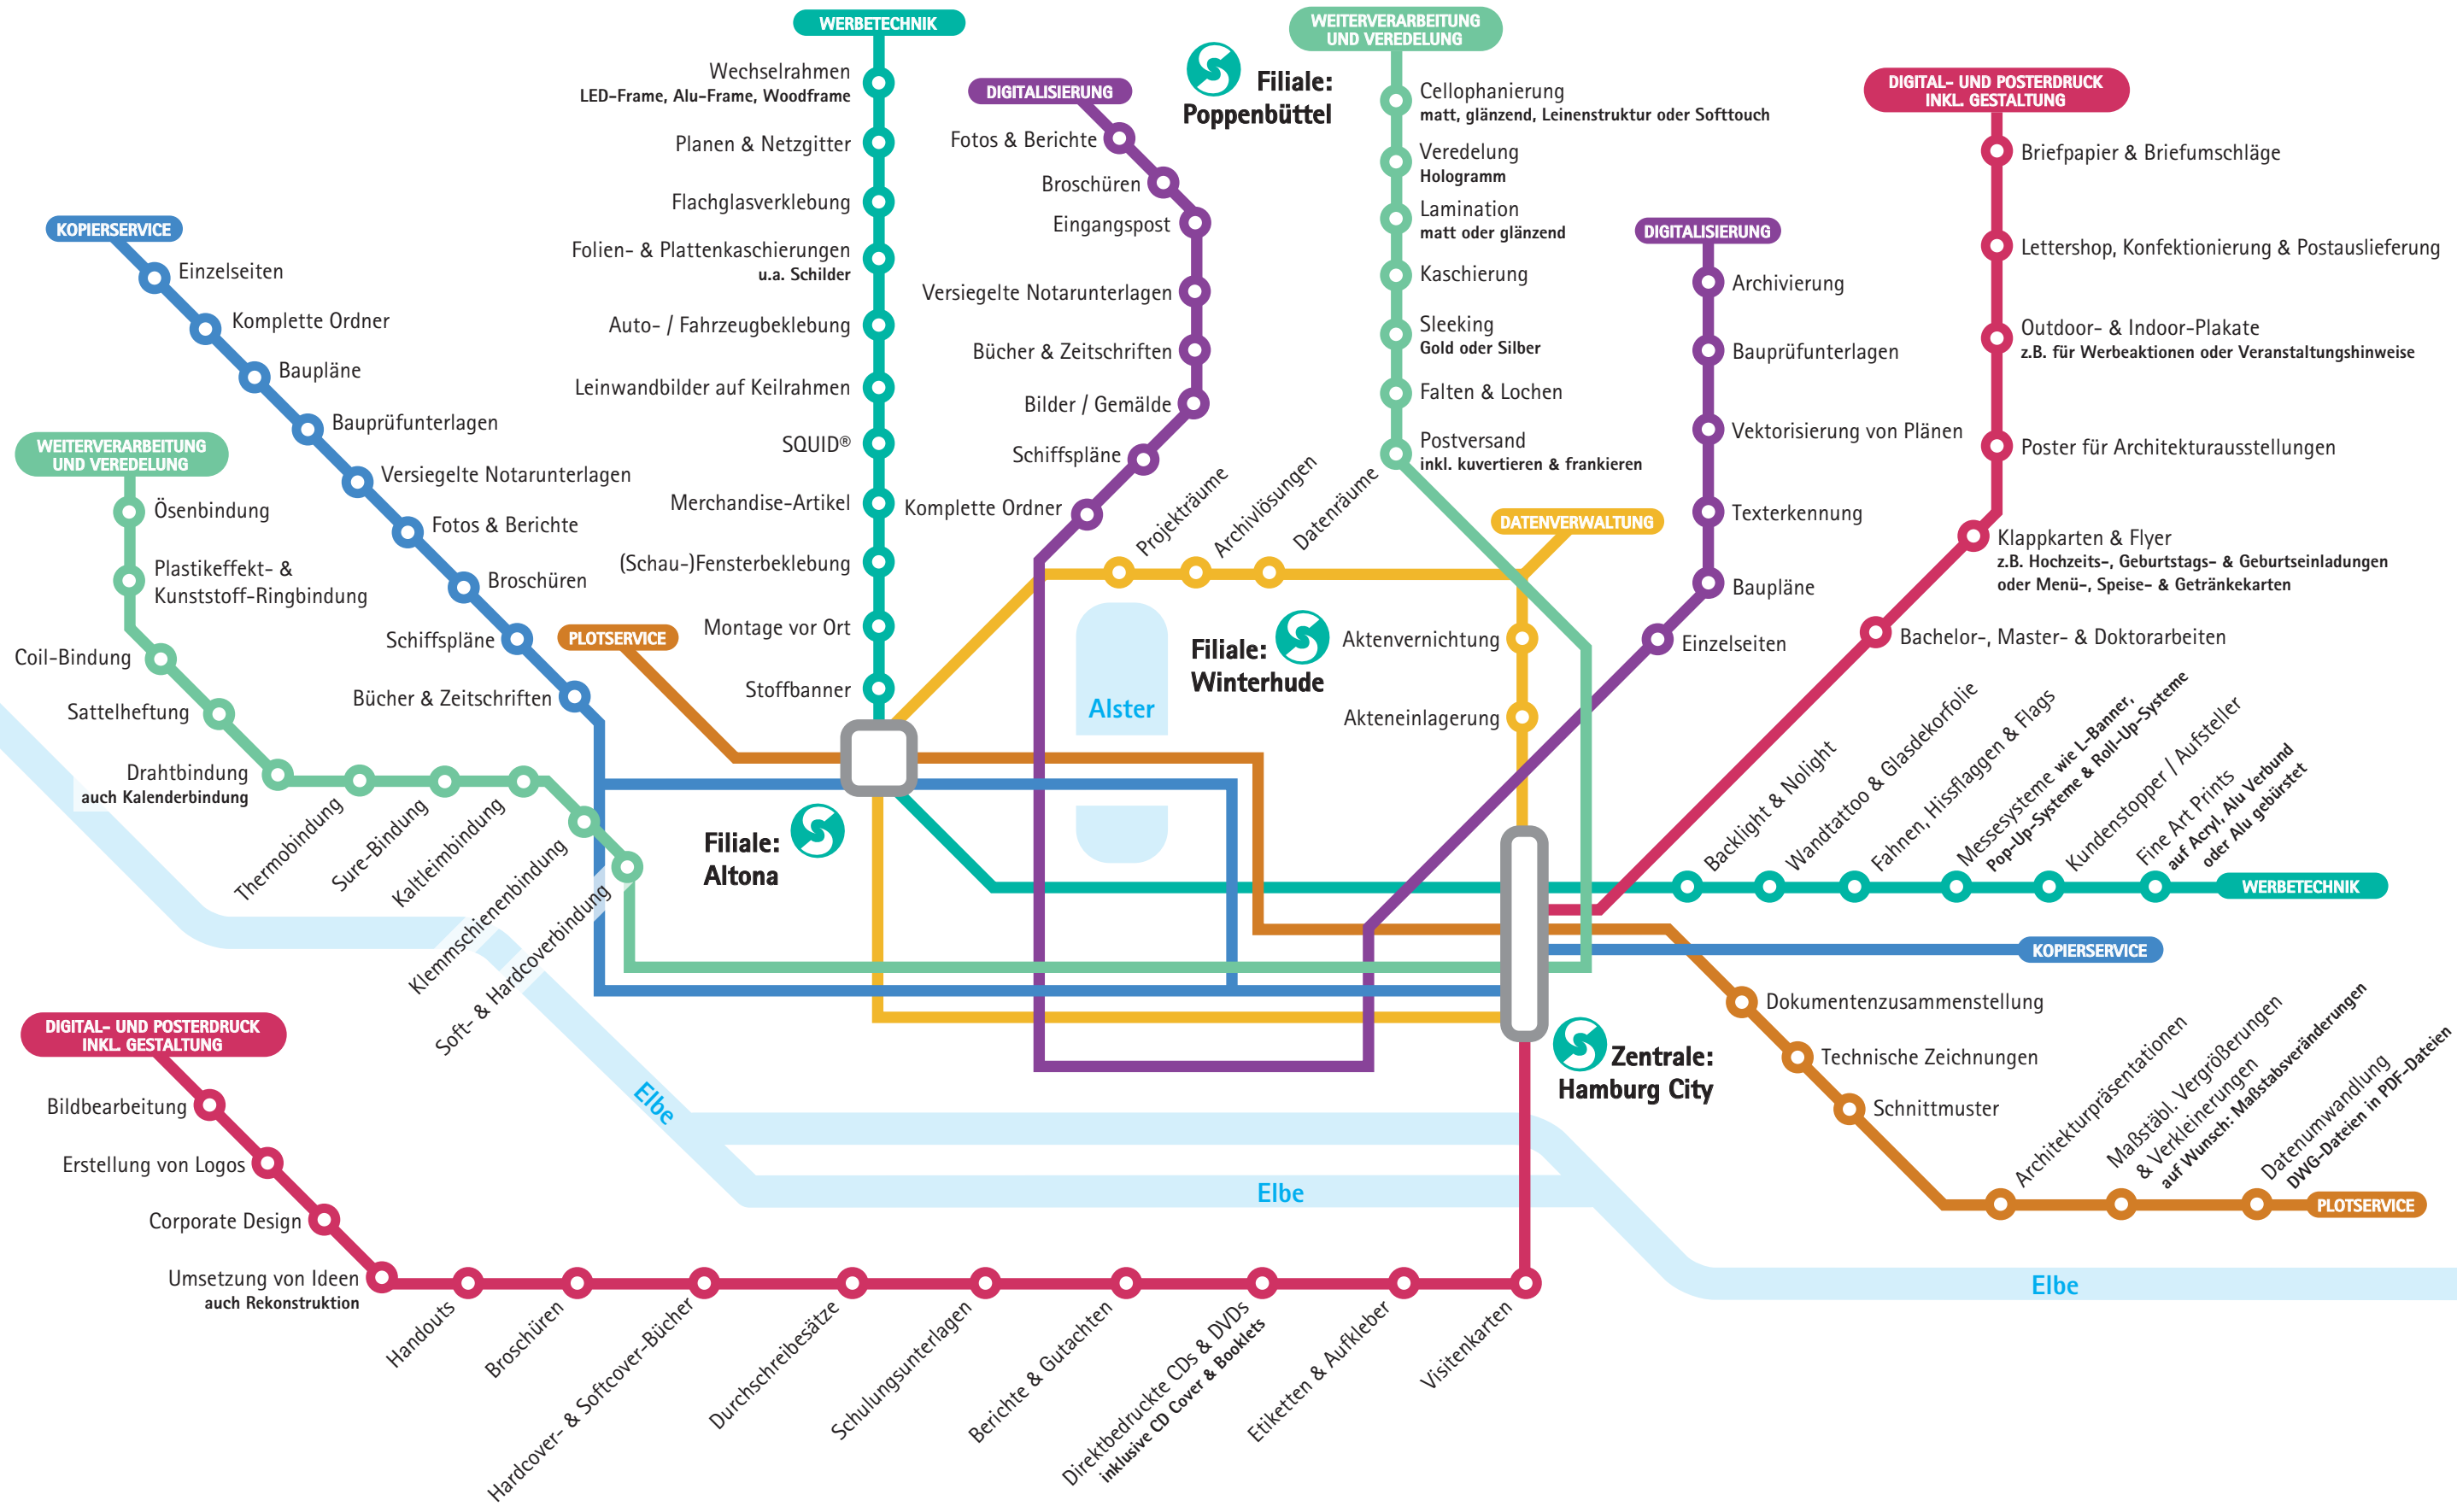 WERBETECHNIK
Wechselrahmen
LED-Frame, Alu-Frame, Woodframe
Planen & Netzgitter
Flachglasverklebung
Folien- & Plattenkaschierungen
u.a. Schilder
Auto- / Fahrzeugbeklebung
Leinwandbilder auf Keilrahmen
SQUID®
Merchandise-Artikel
(Schau-)Fensterbeklebung
Montage vor Ort
Stoffbanner
DIGITALISIERUNG
Fotos & Berichte
Broschüren
Eingangspost
Versiegelte Notarunterlagen
Bücher & Zeitschriften
Bilder / Gemälde
Schiffspläne
Komplette Ordner
Filiale:
Poppenbüttel
WEITERVERARBEITUNG
UND VEREDELUNG
Cellophanierung
matt, glänzend, Leinenstruktur oder Softtouch
Veredelung
Hologramm
Lamination
matt oder glänzend
Kaschierung
Sleeking
Gold oder Silber
Falten & Lochen
Postversand
inkl. kuvertieren & frankieren
DIGITALISIERUNG
Archivierung
Bauprüfunterlagen
Vektorisierung von Plänen
Texterkennung
Baupläne
Einzelseiten
DIGITAL- UND POSTERDRUCK
INKL. GESTALTUNG
Briefpapier & Briefumschläge
Lettershop, Konfektionierung & Postauslieferung
Outdoor- & Indoor-Plakate
z.B. für Werbeaktionen oder Veranstaltungshinweise
Poster für Architekturausstellungen
Klappkarten & Flyer
z.B. Hochzeits-, Geburtstags- & Geburtseinladungen
oder Menü-, Speise- & Getränkekarten
Bachelor-, Master- & Doktorarbeiten
KOPIERSERVICE
Einzelseiten
Komplette Ordner
Baupläne
Bauprüfunterlagen
Versiegelte Notarunterlagen
Fotos & Berichte
Broschüren
Schiffspläne
Bücher & Zeitschriften
WEITERVERARBEITUNG
UND VEREDELUNG
Ösenbindung
Plastikeffekt- &
Kunststoff-Ringbindung
Coil-Bindung
Sattelheftung
Drahtbindung
auch Kalenderbindung
Thermobindung
Sure-Bindung
Kaltleimbindung
Klemmschienenbindung
Soft- & Hardcoverbindung
PLOTSERVICE
Projekträume
Archivlösungen
Datenräume
DATENVERWALTUNG
Aktenvernichtung
Akteneinlagerung
Filiale:
Winterhude
Alster
Filiale:
Altona
Backlight & Nolight
Wandtattoo & Glasdekorfolie
Fahnen, Hissflaggen & Flags
Messesysteme wie L-Banner,
Pop-Up-Systeme & Roll-Up-Systeme
Kundenstopper / Aufsteller
Fine Art Prints
auf Acryl, Alu Verbund
oder Alu gebürstet
WERBETECHNIK
KOPIERSERVICE
Dokumentenzusammenstellung
Technische Zeichnungen
Schnittmuster
Architekturpräsentationen
Maßstäbl. Vergrößerungen
& Verkleinerungen
auf Wunsch: Maßstabsveränderungen
Datenumwandlung
DWG-Dateien in PDF-Dateien
PLOTSERVICE
Zentrale:
Hamburg City
DIGITAL- UND POSTERDRUCK
INKL. GESTALTUNG
Bildbearbeitung
Erstellung von Logos
Corporate Design
Umsetzung von Ideen
auch Rekonstruktion
Handouts
Broschüren
Hardcover- & Softcover-Bücher
Durchschreibesätze
Schulungsunterlagen
Berichte & Gutachten
Direktbedruckte CDs & DVDs
inklusive CD Cover & Booklets
Etiketten & Aufkleber
Visitenkarten
Elbe
Elbe
Elbe